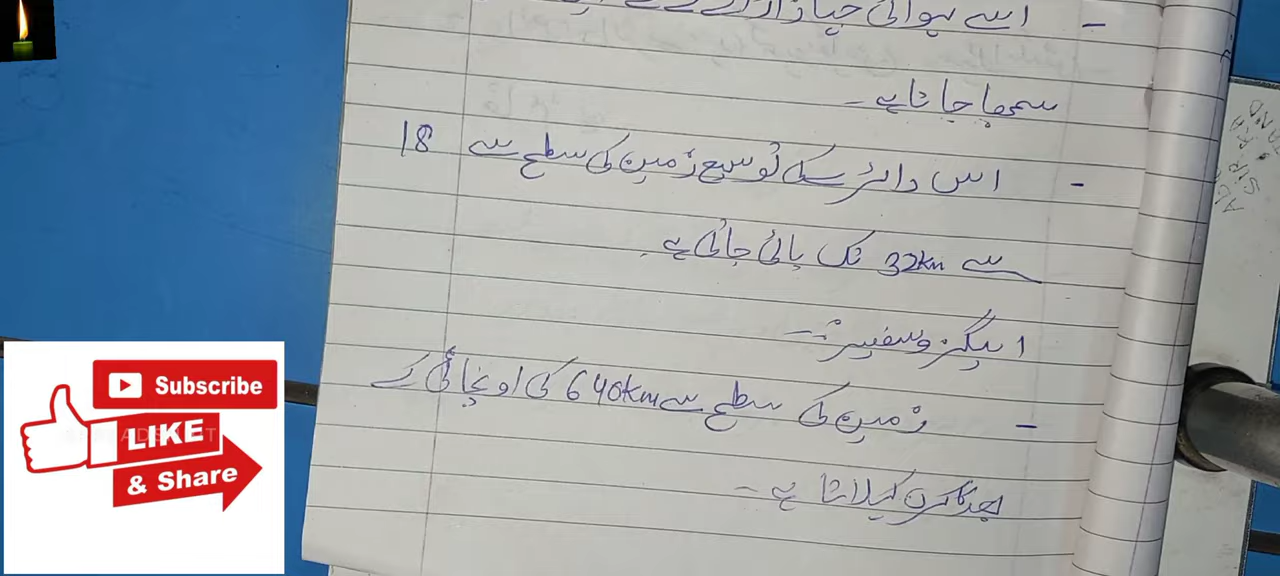 - اسے ہوائی جہاز اڑانے کے
سمجھا جاتا ہے۔
- اس دائرے کی توسیع زمین کی سطح سے 18
سے 32km تک پائی جاتی ہے۔
ایگزوسفیر:-
- زمین کی سطح سے 640km کی اونچائی کے
بعد کا کرہ کہلاتا ہے۔
Subscribe
LIKE
& Share